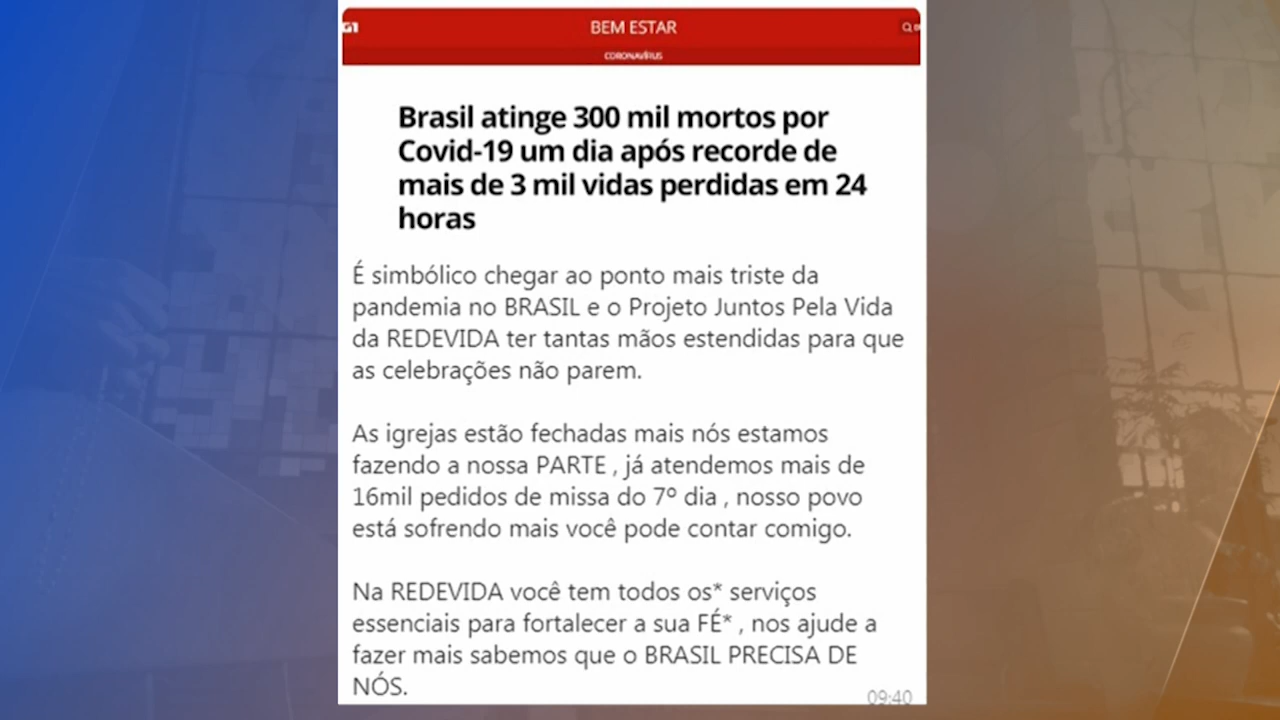 G1 BEM ESTAR
CORONAVÍRUS
Brasil atinge 300 mil mortos por
Covid-19 um dia após recorde de
mais de 3 mil vidas perdidas em 24
horas
É simbólico chegar ao ponto mais triste da
pandemia no BRASIL e o Projeto Juntos Pela Vida
da REDEVIDA ter tantas mãos estendidas para que
as celebrações não parem.
As igrejas estão fechadas mais nós estamos
fazendo a nossa PARTE , já atendemos mais de
16mil pedidos de missa do 7º dia , nosso povo
está sofrendo mais você pode contar comigo.
Na REDEVIDA você tem todos os* serviços
essenciais para fortalecer a sua FÉ* , nos ajude a
fazer mais sabemos que o BRASIL PRECISA DE
NÓS.
09:40